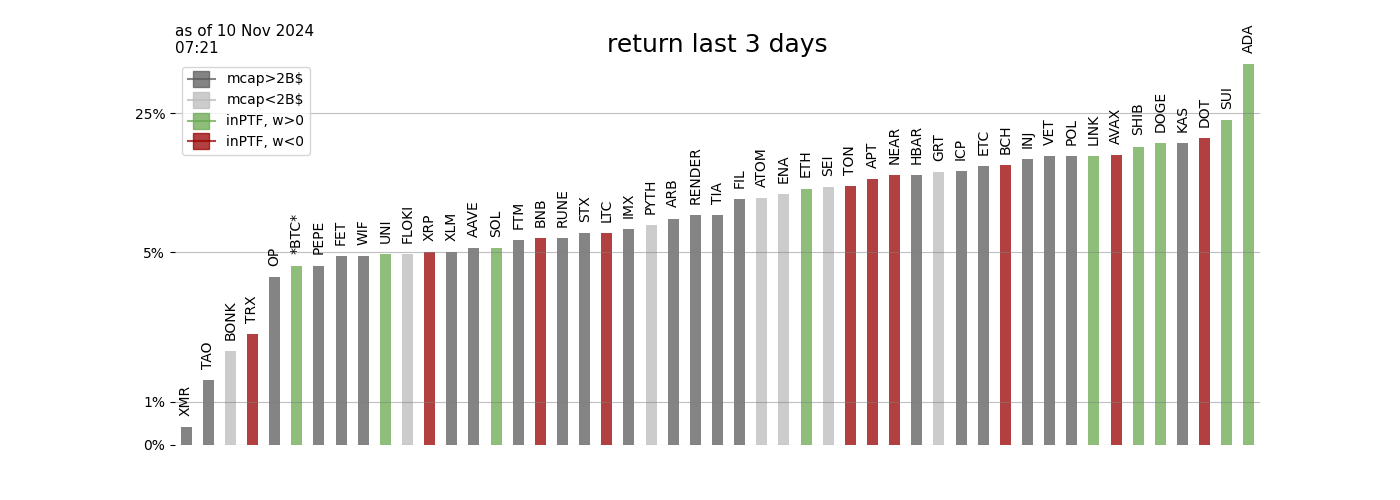 as of 10 Nov 2024
07:21
return last 3 days
mcap>2B$
mcap<2B$
inPTF, w>0
inPTF, w<0
25%
5%
1%
0%
XMR
TAO
BONK
TRX
OP
*BTC*
PEPE
FET
WIF
UNI
FLOKI
XRP
XLM
AAVE
SOL
FTM
BNB
RUNE
STX
LTC
IMX
PYTH
ARB
RENDER
TIA
FIL
ATOM
ENA
ETH
SEI
TON
APT
NEAR
HBAR
GRT
ICP
ETC
BCH
INJ
VET
POL
LINK
AVAX
SHIB
DOGE
KAS
DOT
SUI
ADA